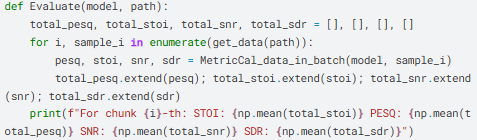 def Evaluate(model, path):
    total_pesq, total_stoi, total_snr, total_sdr = [], [], [], []
    for i, sample_i in enumerate(get_data(path)):
        pesq, stoi, snr, sdr = MetricCal_data_in_batch(model, sample_i)
        total_pesq.extend(pesq); total_stoi.extend(stoi); total_snr.extend
(snr); total_sdr.extend(sdr)
    print(f"For chunk {i}-th: STOI: {np.mean(total_stoi)} PESQ: {np.mean(t
otal_pesq)} SNR: {np.mean(total_snr)} SDR: {np.mean(total_sdr)}")